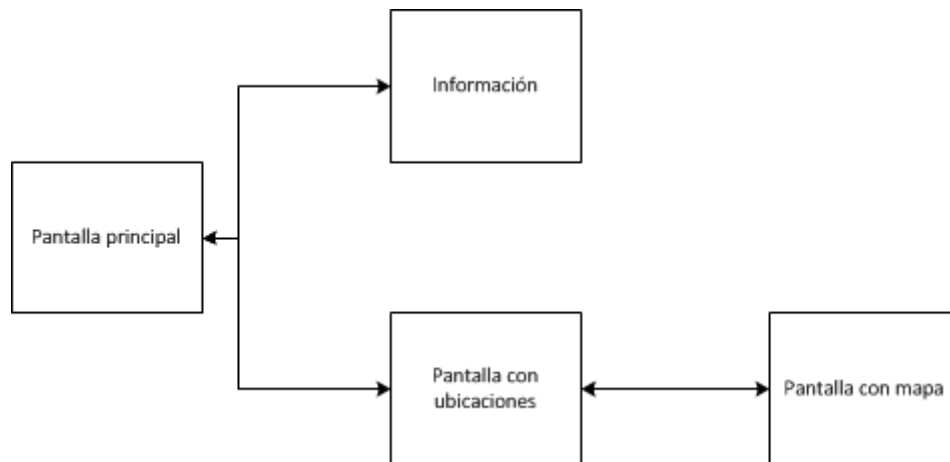 Información
Pantalla principal
Pantalla con
ubicaciones
Pantalla con mapa